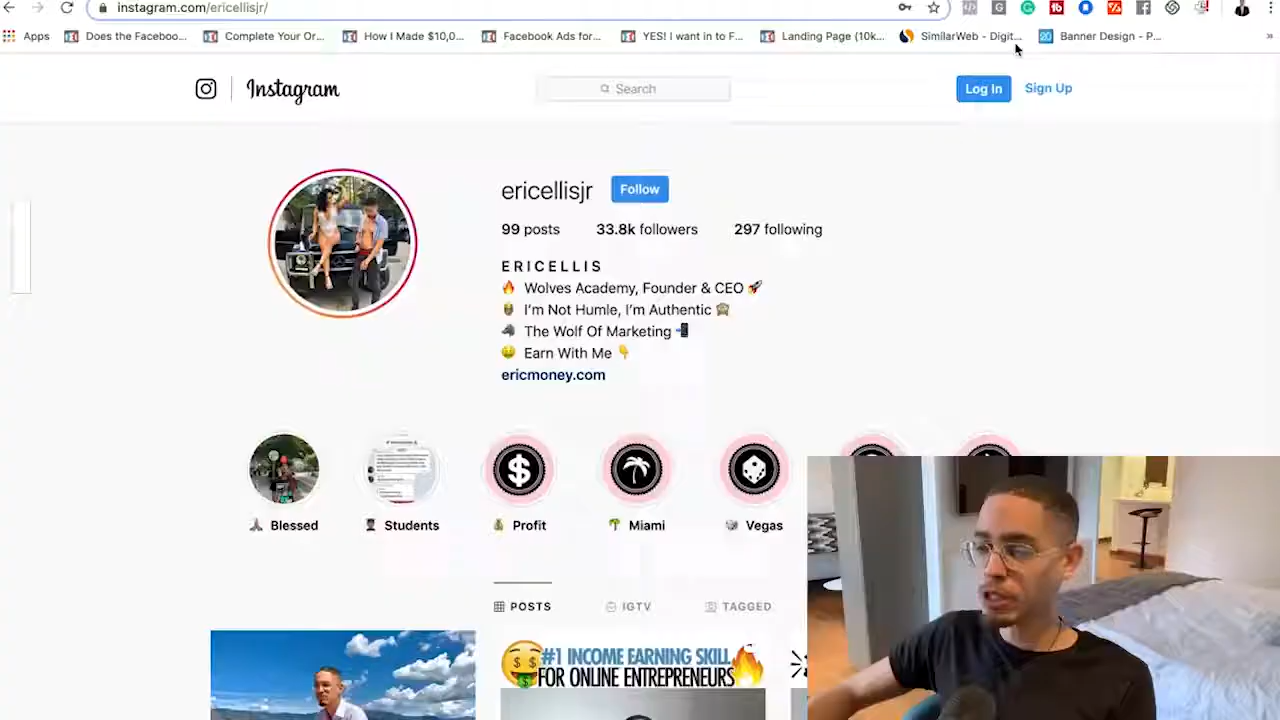 instagram.com/ericellisjr/
Apps
Does the Faceboo...
Complete Your Or...
How I Made $10,0...
Facebook Ads for...
YES! I want in to F...
Landing Page (10k...
SimilarWeb - Digit...
Banner Design - P...
Instagram
Search
Log In
Sign Up
ericellisjr
Follow
99 posts
33.8k followers
297 following
E R I C E L L I S
Wolves Academy, Founder & CEO
I'm Not Humle, I'm Authentic
The Wolf Of Marketing
Earn With Me
ericmoney.com
Blessed
Students
Profit
Miami
Vegas
POSTS
IGTV
TAGGED
#1 INCOME EARNING SKILL
FOR ONLINE ENTREPRENEURS